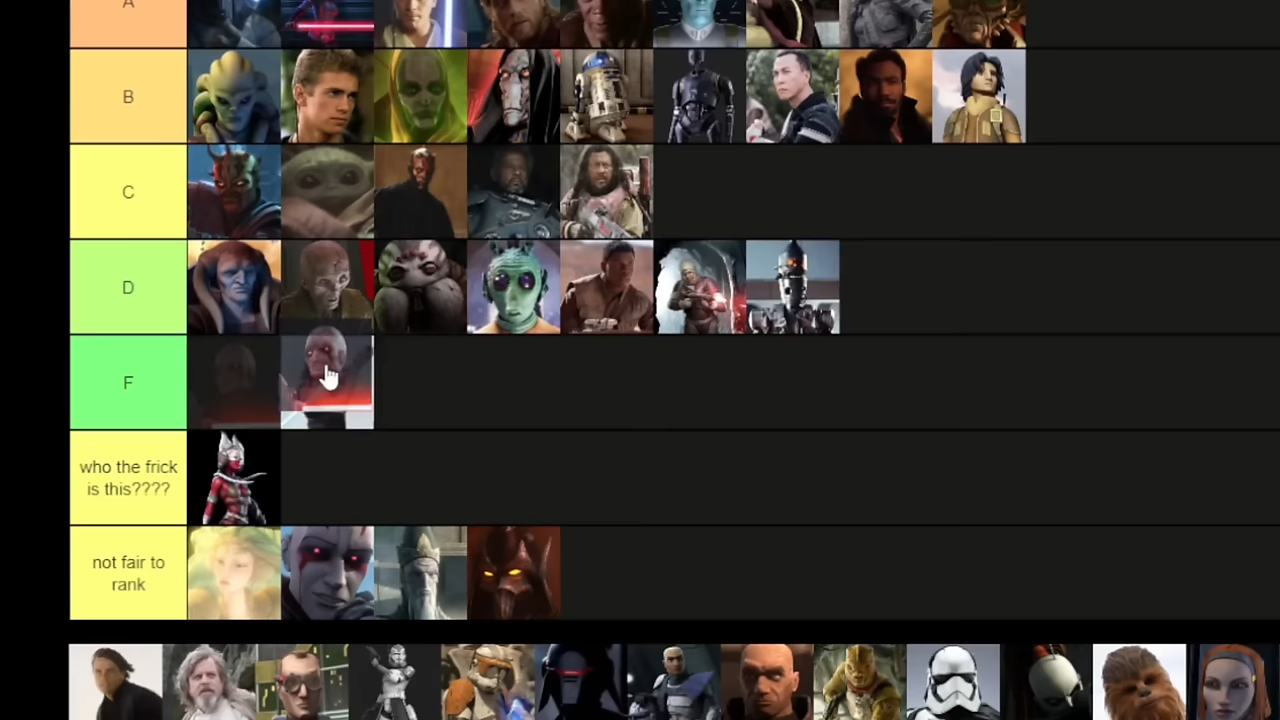 A
B
C
D
F
who the frick
is this????
not fair to
rank